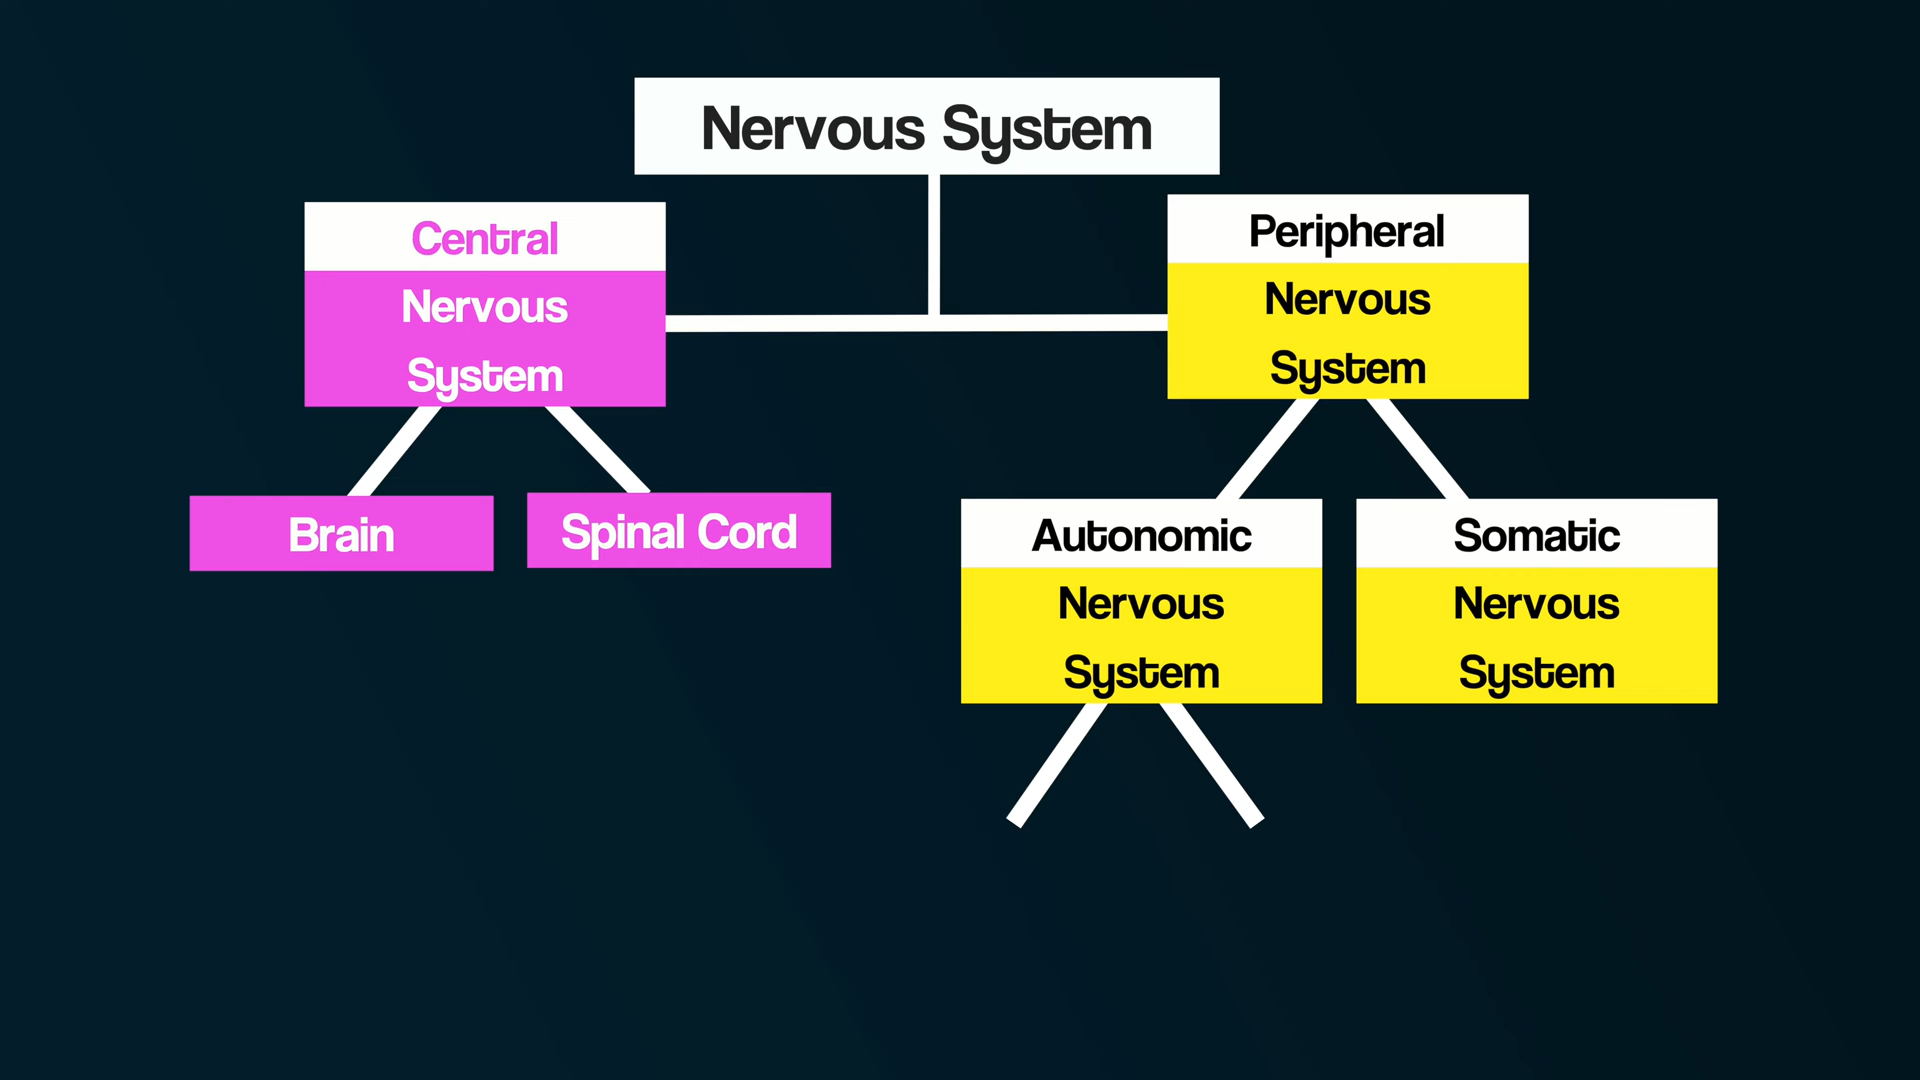 Nervous System
Central
Nervous
System
Peripheral
Nervous
System
Brain
Spinal Cord
Autonomic
Nervous
System
Somatic
Nervous
System